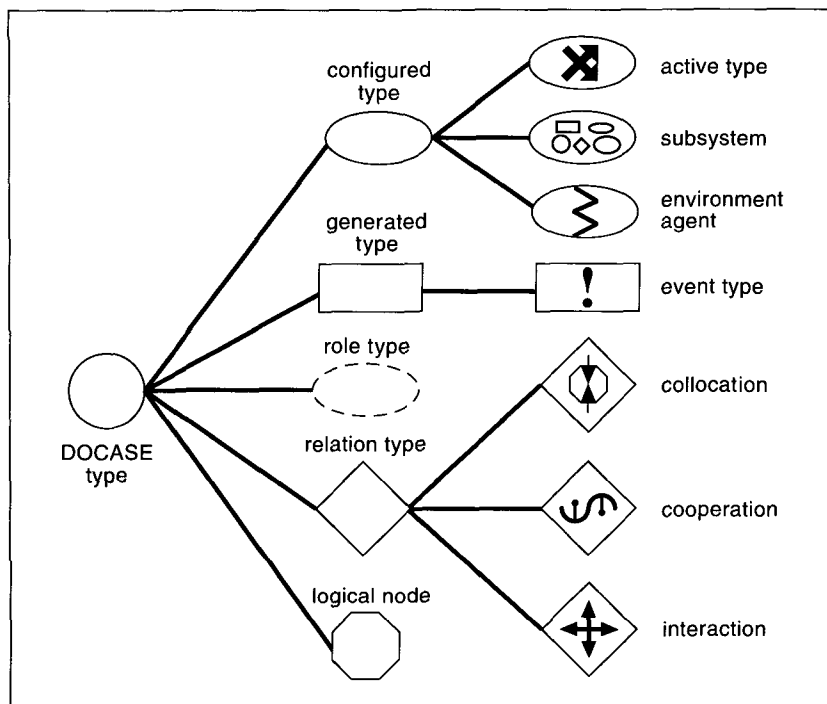 configured
type
active type
subsystem
environment
agent
generated
type
event type
role type
collocation
DOCASE
type
relation type
cooperation
logical node
interaction